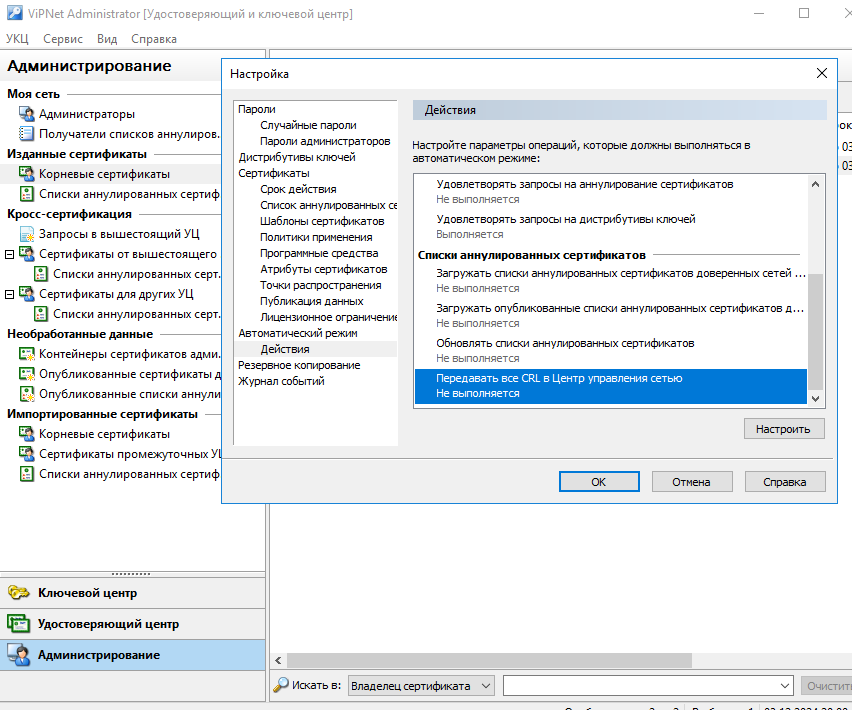 ViPNet Administrator [Удостоверяющий и ключевой центр]
УКЦ Сервис Вид Справка
Администрирование
Моя сеть
Администраторы
Получатели списков аннулиров...
Изданные сертификаты
Корневые сертификаты
Списки аннулированных сертиф
Кросс-сертификация
Запросы в вышестоящий УЦ
Сертификаты от вышестоящего
Списки аннулированных серт.
Сертификаты для других УЦ
Списки аннулированных серт.
Необработанные данные
Контейнеры сертификатов адми.
Опубликованные сертификаты д
Опубликованные списки аннули
Импортированные сертификаты
Корневые сертификаты
Сертификаты промежуточных УЦ
Списки аннулированных сертиф
Ключевой центр
Удостоверяющий центр
Администрирование
Настройка
Пароли
Случайные пароли
Пароли администраторов
Дистрибутивы ключей
Сертификаты
Срок действия
Список аннулированных се
Шаблоны сертификатов
Политики применения
Программные средства
Атрибуты сертификатов
Точки распространения
Публикация данных
Лицензионное ограничение
Автоматический режим
Действия
Резервное копирование
Журнал событий
Действия
Настройте параметры операций, которые должны выполняться в
автоматическом режиме:
Удовлетворять запросы на аннулирование сертификатов
Не выполняется
Удовлетворять запросы на дистрибутивы ключей
Выполняется
Списки аннулированных сертификатов
Загружать списки аннулированных сертификатов доверенных сетей ...
Не выполняется
Загружать опубликованные списки аннулированных сертификатов д...
Не выполняется
Обновлять списки аннулированных сертификатов
Не выполняется
Передавать все CRL в Центр управления сетью
Не выполняется
Настроить
OK Отмена Справка
ок
03
03
Искать в: Владелец сертификата Очистить